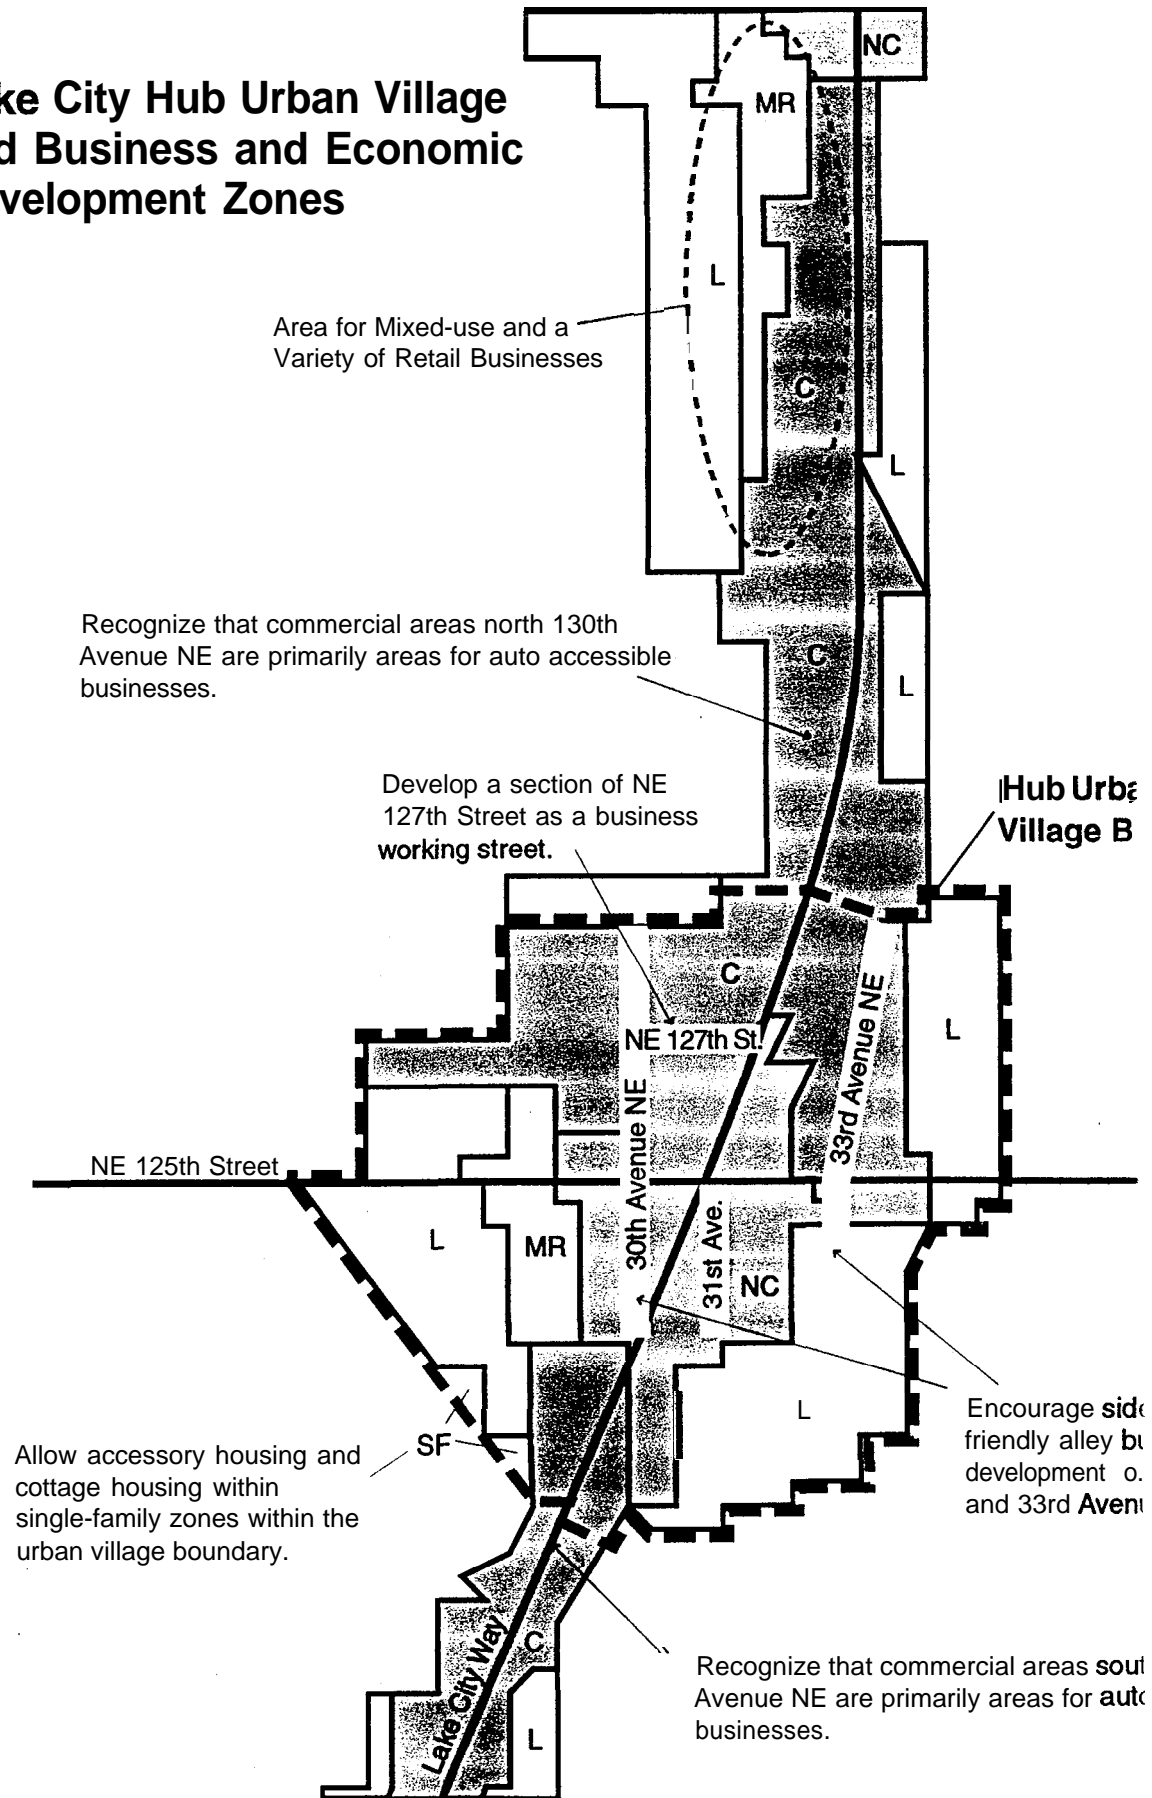 ke City Hub Urban Village
d Business and Economic
velopment Zones
NC
MR
L
Area for Mixed-use and a
Variety of Retail Businesses
C
L
Recognize that commercial areas north 130th
Avenue NE are primarily areas for auto accessible
businesses.
C
L
Develop a section of NE
127th Street as a business
working street.
Hub Urba
Village B
C
NE 127th St.
33rd Avenue NE
L
30th Avenue NE
NE 125th Street
L
MR
31st Ave.
NC
L
SF
Encourage side
friendly alley bu
development o.
and 33rd Avenu
Allow accessory housing and
cottage housing within
single-family zones within the
urban village boundary.
Lake City Way
C
L
Recognize that commercial areas sout
Avenue NE are primarily areas for auto
businesses.